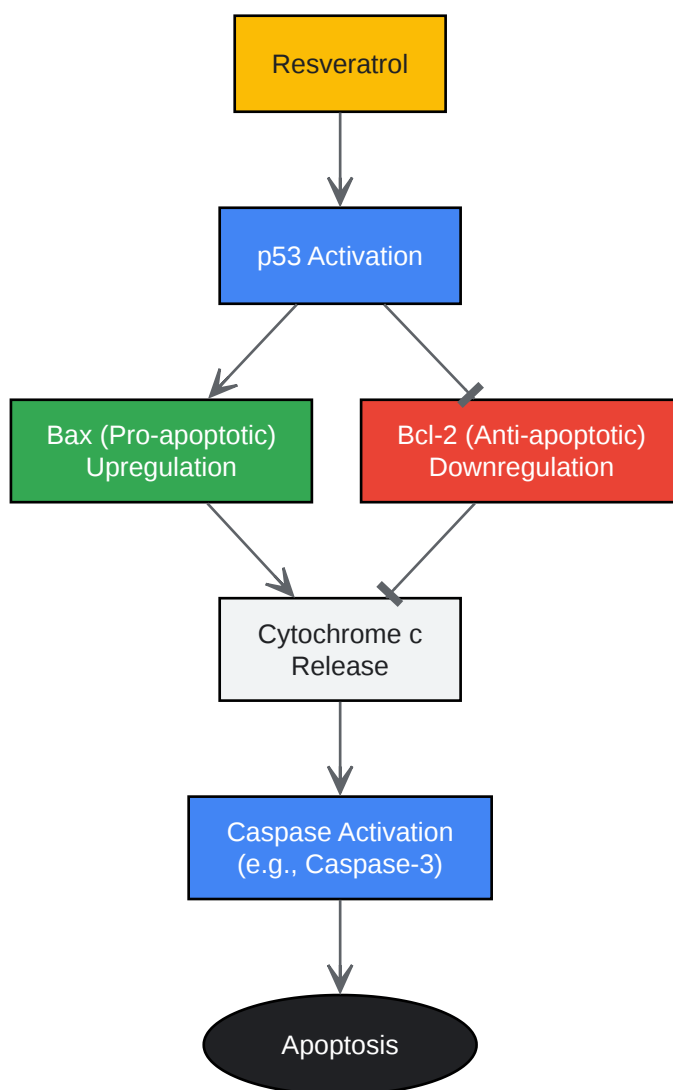 Resveratrol
p53 Activation
Bax (Pro-apoptotic)
Upregulation
Bcl-2 (Anti-apoptotic)
Downregulation
Cytochrome c
Release
Caspase Activation
(e.g., Caspase-3)
Apoptosis